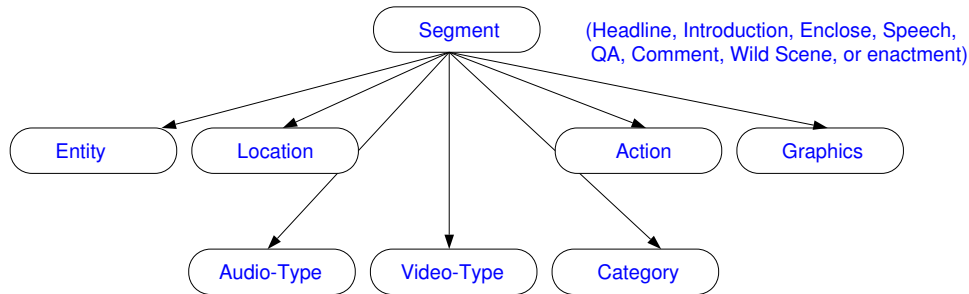 Segment
(Headline, Introduction, Enclose, Speech,
QA, Comment, Wild Scene, or enactment)
Entity
Location
Action
Graphics
Audio-Type
Video-Type
Category